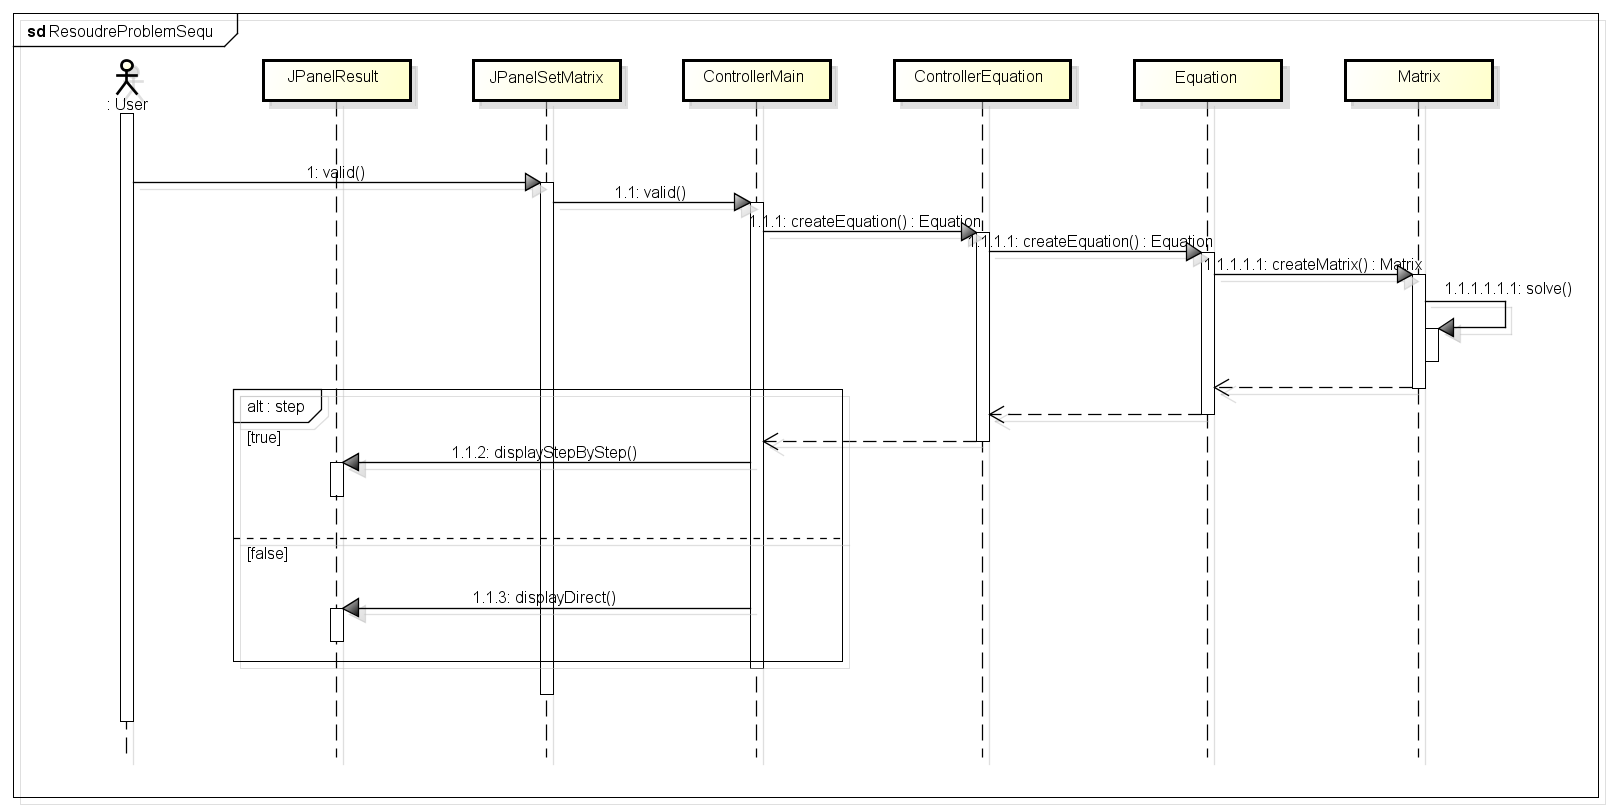 sd ResoudreProblemSequ
: User
JPanelResult
JPanelSetMatrix
ControllerMain
ControllerEquation
Equation
Matrix
1: valid()
1.1: valid()
1.1.1: createEquation() : Equation
1.1.1.1: createEquation() : Equation
1.1.1.1.1: createMatrix() : Matrix
1.1.1.1.1.1: solve()
alt : step
[true]
1.1.2: displayStepByStep()
[false]
1.1.3: displayDirect()